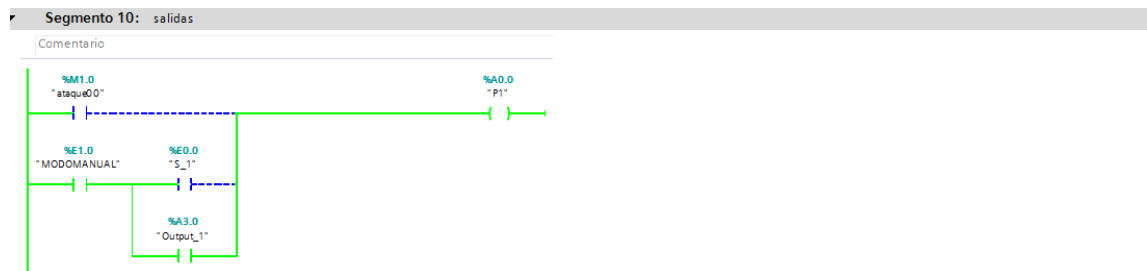 Segmento 10: salidas
Comentario
%M1.0
"ataque00"
%A0.0
"P1"
%E1.0
"MODOMANUAL"
%E0.0
"S_1"
%A3.0
"Output_1"